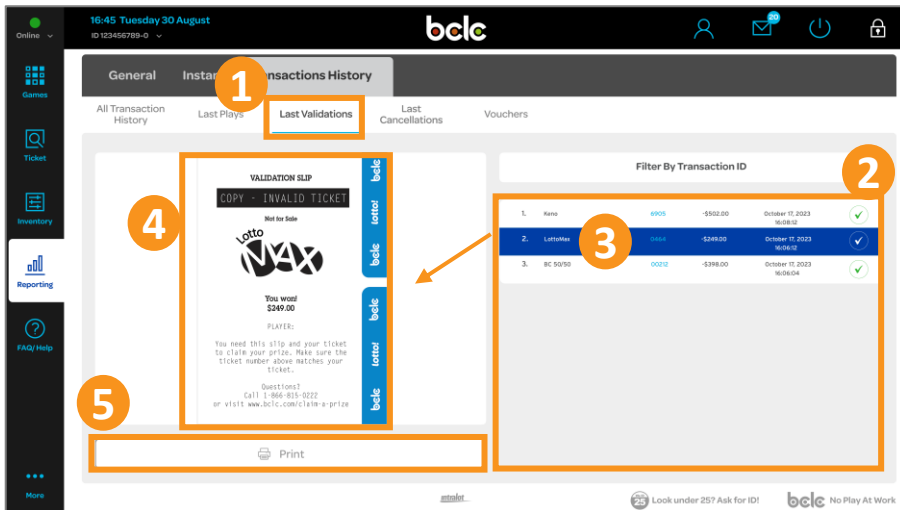 Online
16:45 Tuesday 30 August
ID 123456789-0
bclc
20
Games
Ticket
Inventory
Reporting
FAQ/Help
More
General
Transactions History
1
All Transaction
History
Last Plays
Last Validations
Last
Cancellations
Vouchers
4
VALIDATION SLIP
COPY - INVALID TICKET
Not for Sale
Lotto
MAX
You won!
$249.00
PLAYER:
You need this slip and your ticket
to claim your prize. Make sure the
ticket number above matches your
ticket.
Questions?
Call 1-866-815-0222
or visit www.bclc.com/claim-a-prize
bclc
lotto!
bclc
bclc
lotto!
bclc
5
Print
Filter By Transaction ID
2
1. Keno 6905 -$502.00 October 17, 2023
16:08:12
2. LottoMax 0464 -$249.00 October 17, 2023
16:06:12
3
3. BC 50/50 00212 -$398.00 October 17, 2023
16:06:04
intralot
25 Look under 25? Ask for ID!
bclc No Play At Work